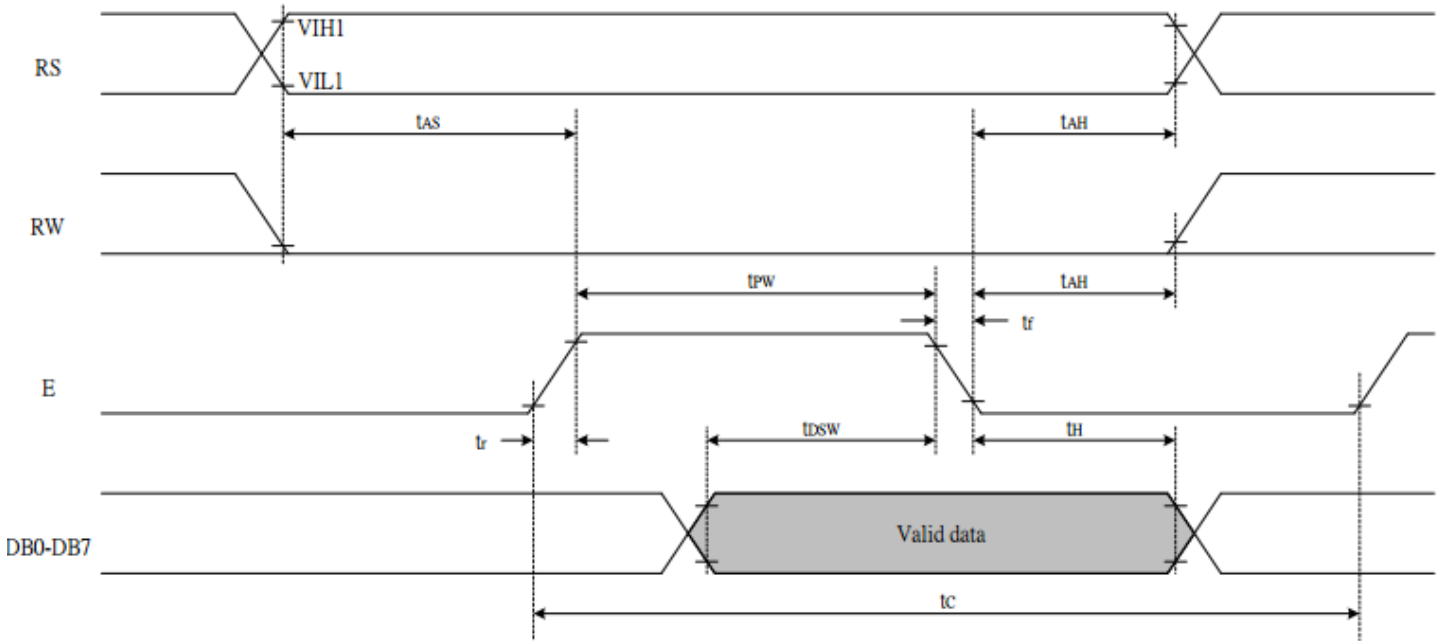 VIH1
RS
VIL1
tAS
tAH
RW
tPW
tAH
tf
E
tr
tDSW
tH
DB0-DB7
Valid data
tC